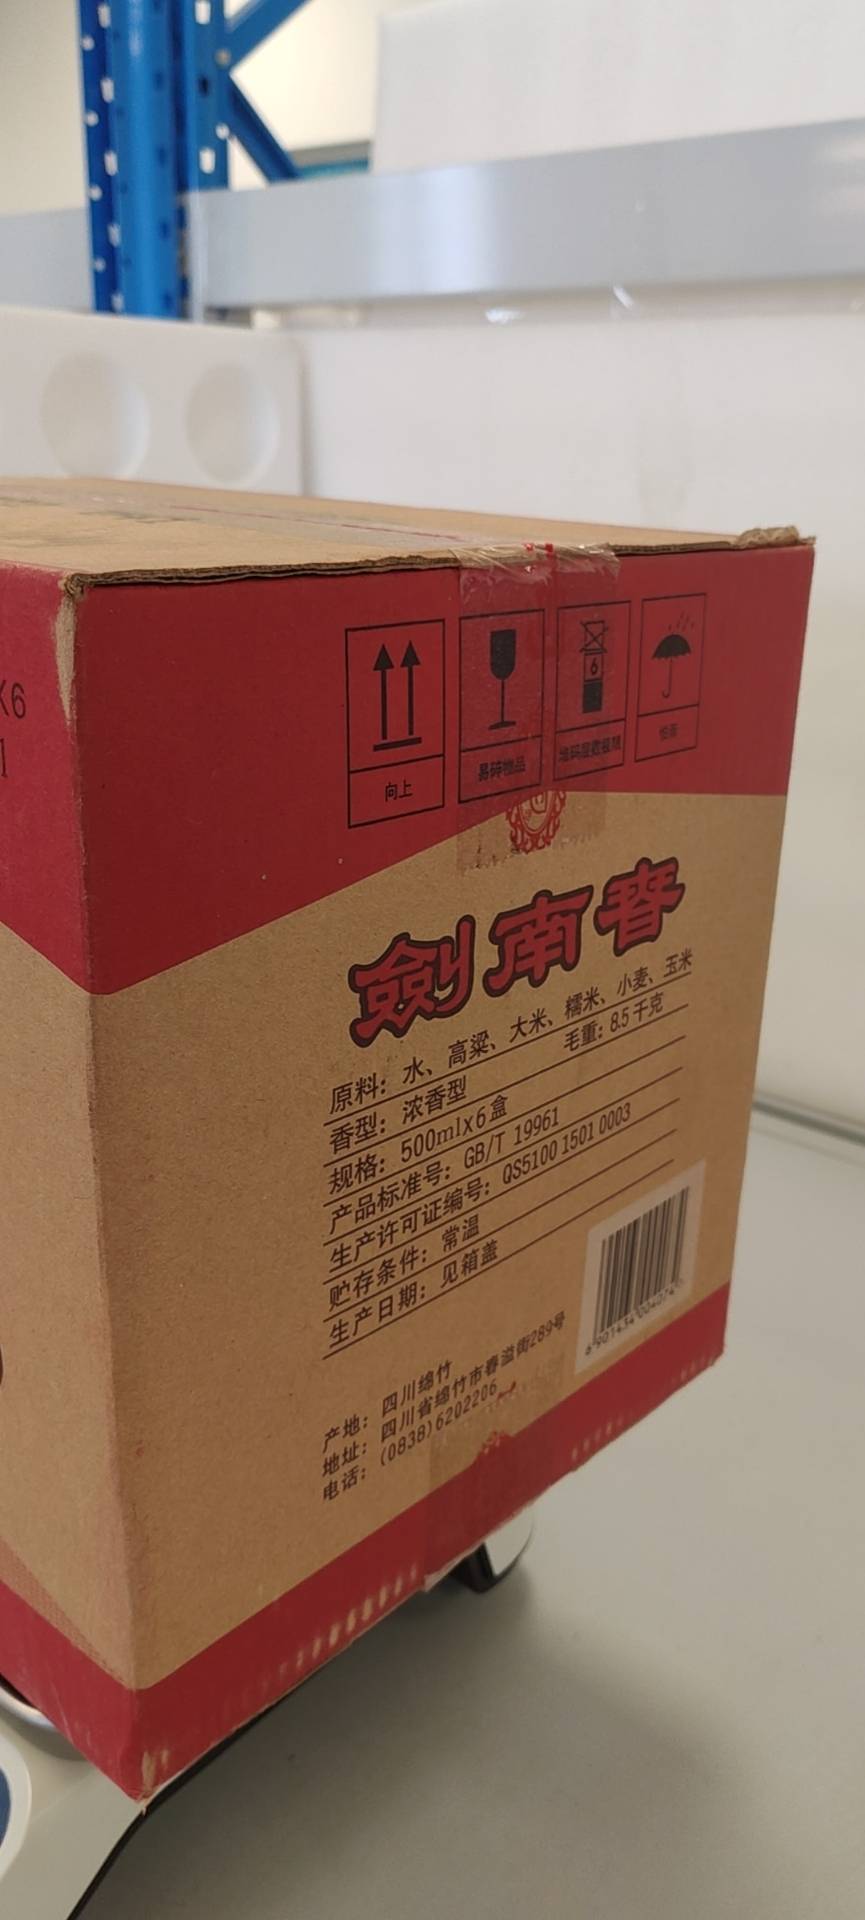 X6
6
向上
易碎物品
堆码层数极限
怕雨
劍南春
原料：水、高粱、大米、糯米、小麦、玉米
香型：浓香型 毛重：8.5千克
规格：500mlx6盒
产品标准号：GB/T 19961
生产许可证编号：QS5100 1501 0003
贮存条件：常温
生产日期：见箱盖
产地：四川绵竹
地址：四川省绵竹市春溢街289号
电话：(0838)6202206